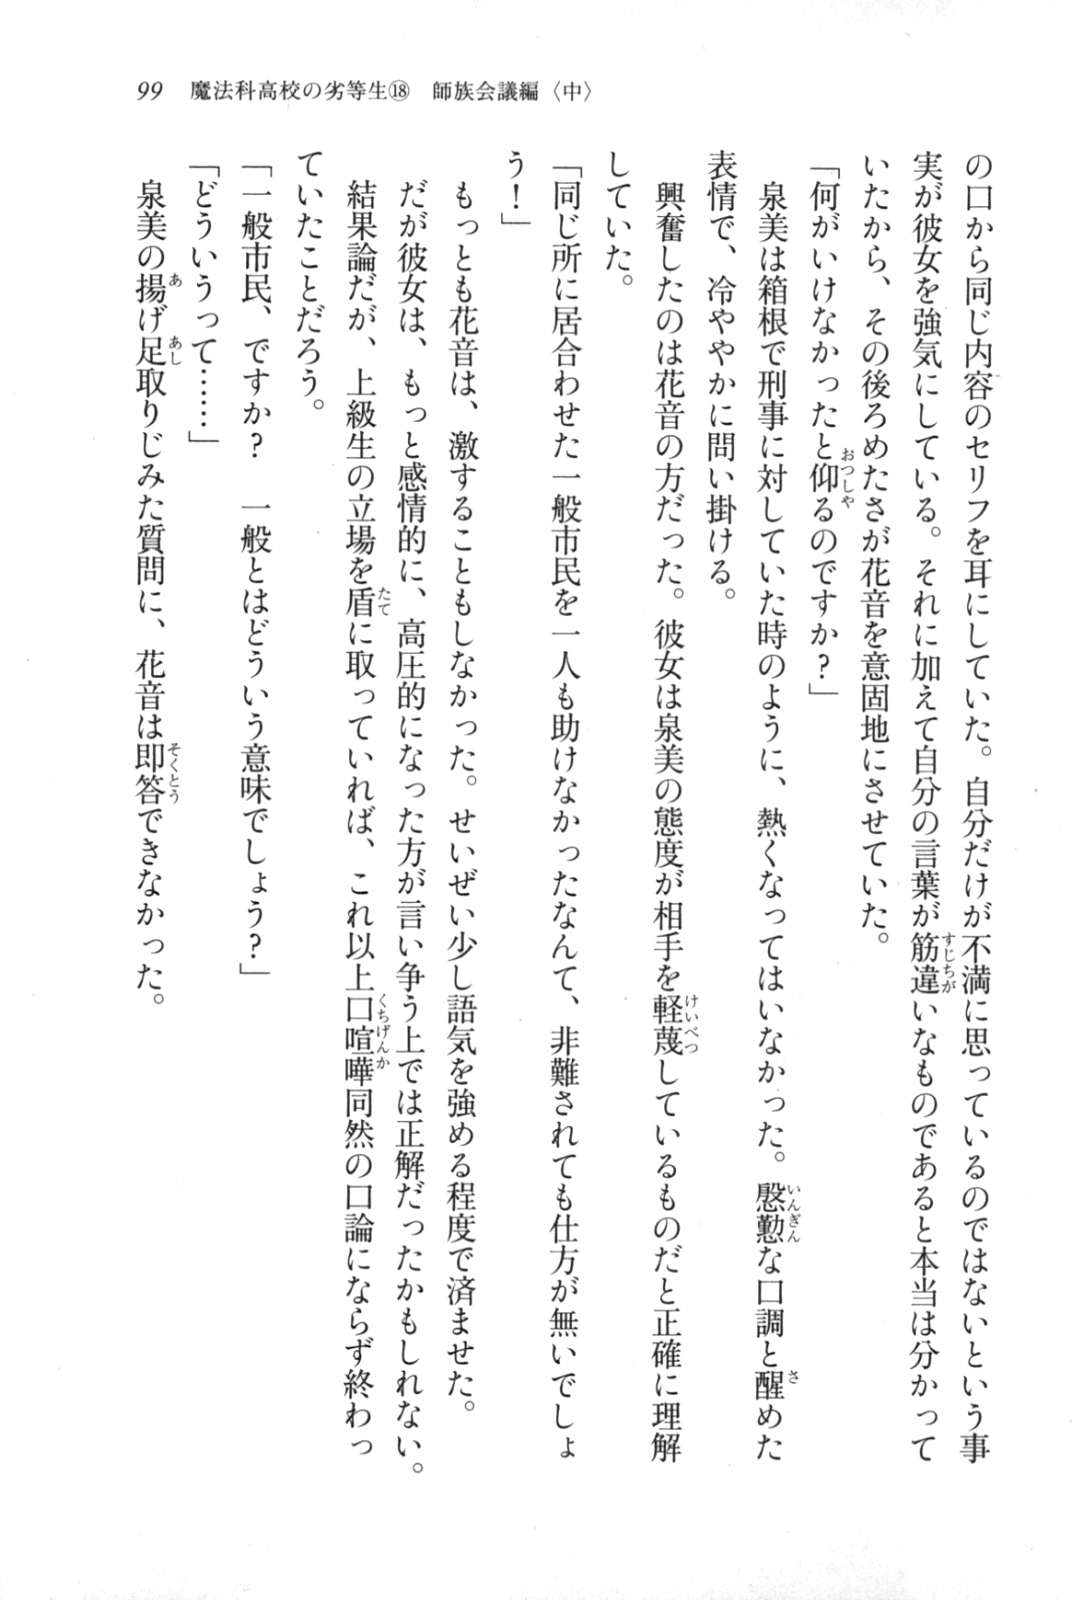 99　魔法科高校の劣等生⑱　師族会議編〈中〉
の口から同じ内容のセリフを耳にしていた。自分だけが不満に思っているのではないという事
実が彼女を強気にしている。それに加えて自分の言葉が筋違いなものであると本当は分かって
いたから、その後ろめたさが花音を意固地にさせていた。
「何がいけなかったと仰るのですか？」
　泉美は箱根で刑事に対していた時のように、熱くなってはいなかった。慇懃な口調と醒めた
表情で、冷ややかに問い掛ける。
　興奮したのは花音の方だった。彼女は泉美の態度が相手を軽蔑しているものだと正確に理解
していた。
「同じ所に居合わせた一般市民を一人も助けなかったなんて、非難されても仕方が無いでしょ
う！」
　もっとも花音は、激することもしなかった。せいぜい少し語気を強める程度で済ませた。
だが彼女は、もっと感情的に、高圧的になった方が言い争う上では正解だったかもしれない。
　結果論だが、上級生の立場を盾に取っていれば、これ以上口喧嘩同然の口論にならず終わっ
ていたことだろう。
「一般市民、ですか？　一般とはどういう意味でしょう？」
「どういうって……」
　泉美の揚げ足取りじみた質問に、花音は即答できなかった。